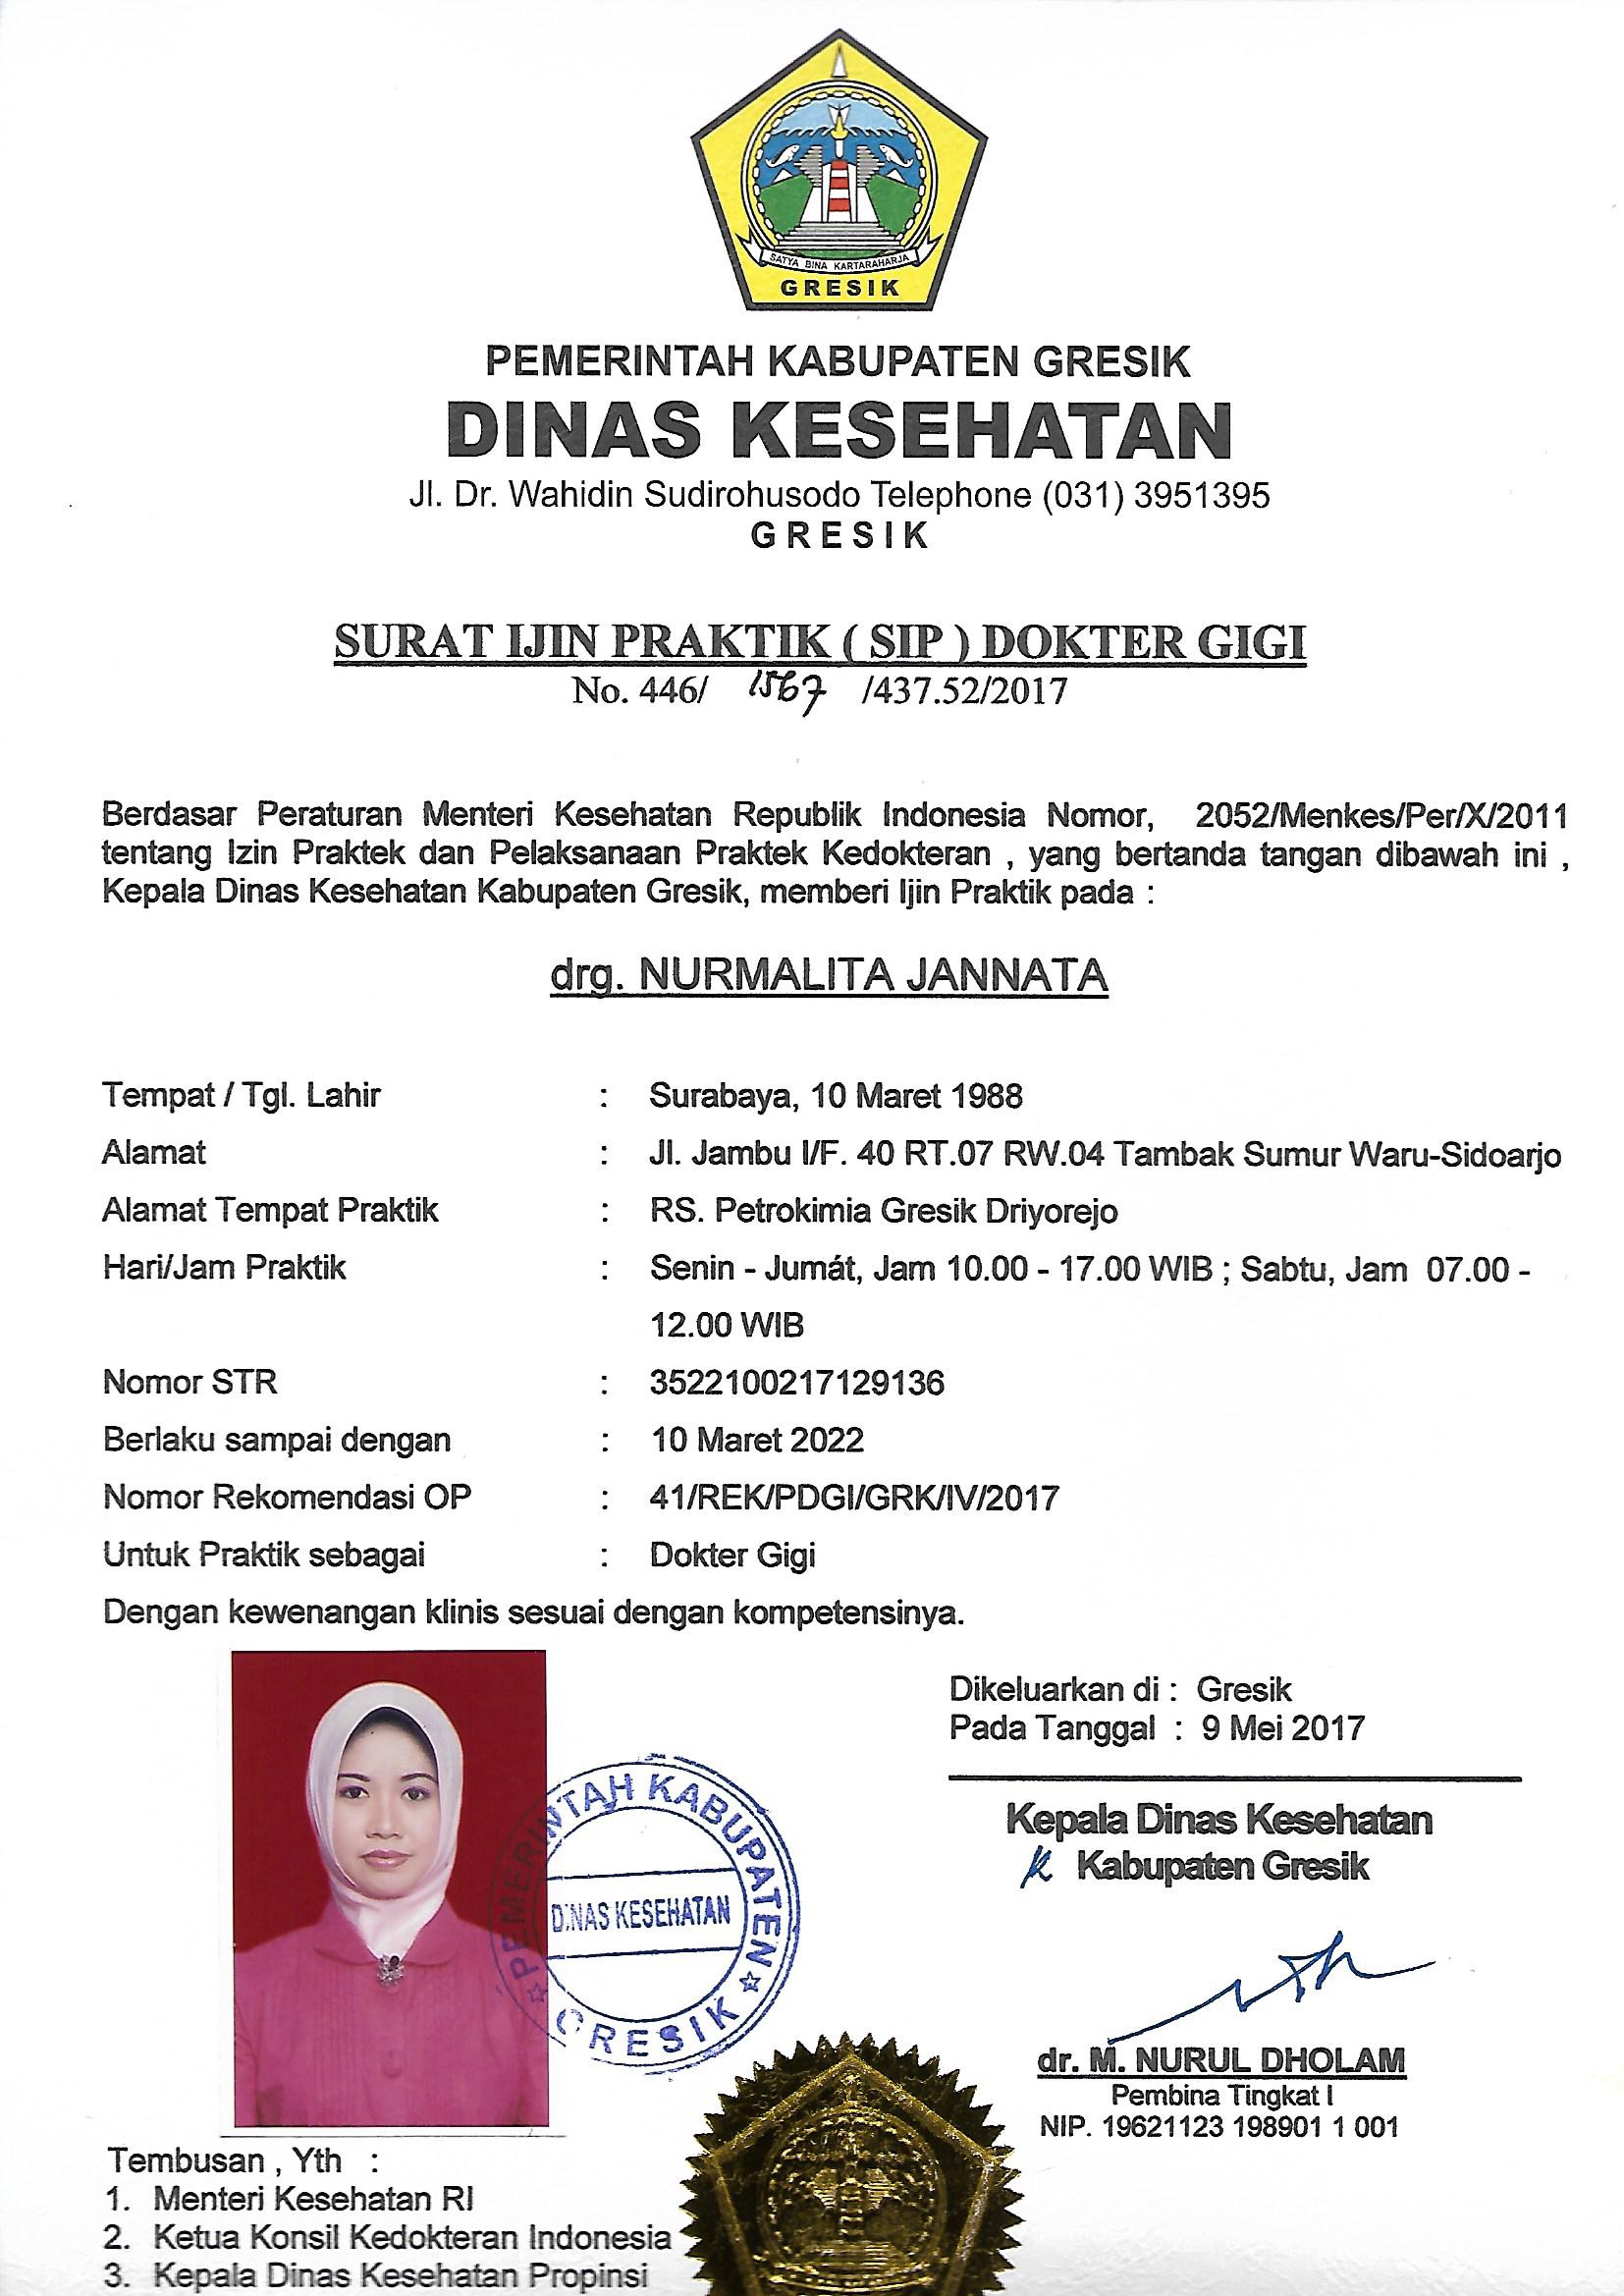 SATYA BINA KARTARAHARJA
GRESIK
PEMERINTAH KABUPATEN GRESIK
DINAS KESEHATAN
Jl. Dr. Wahidin Sudirohusodo Telephone (031) 3951395
G R E S I K
SURAT IJIN PRAKTIK ( SIP ) DOKTER GIGI
No. 446/ 1567 /437.52/2017
Berdasar Peraturan Menteri Kesehatan Republik Indonesia Nomor, 2052/Menkes/Per/X/2011
tentang Izin Praktek dan Pelaksanaan Praktek Kedokteran , yang bertanda tangan dibawah ini ,
Kepala Dinas Kesehatan Kabupaten Gresik, memberi Ijin Praktik pada :
drg. NURMALITA JANNATA
Tempat / Tgl. Lahir : Surabaya, 10 Maret 1988
Alamat : Jl. Jambu I/F. 40 RT.07 RW.04 Tambak Sumur Waru-Sidoarjo
Alamat Tempat Praktik : RS. Petrokimia Gresik Driyorejo
Hari/Jam Praktik : Senin - Jumát, Jam 10.00 - 17.00 WIB ; Sabtu, Jam 07.00 -
12.00 WIB
Nomor STR : 3522100217129136
Berlaku sampai dengan : 10 Maret 2022
Nomor Rekomendasi OP : 41/REK/PDGI/GRK/IV/2017
Untuk Praktik sebagai : Dokter Gigi
Dengan kewenangan klinis sesuai dengan kompetensinya.
Dikeluarkan di : Gresik
Pada Tanggal : 9 Mei 2017
Kepala Dinas Kesehatan
Kabupaten Gresik
PEMERINTAH KABUPATEN
DINAS KESEHATAN
GRESIK
dr. M. NURUL DHOLAM
Pembina Tingkat I
NIP. 19621123 198901 1 001
Tembusan , Yth :
1. Menteri Kesehatan RI
2. Ketua Konsil Kedokteran Indonesia
3. Kepala Dinas Kesehatan Propinsi